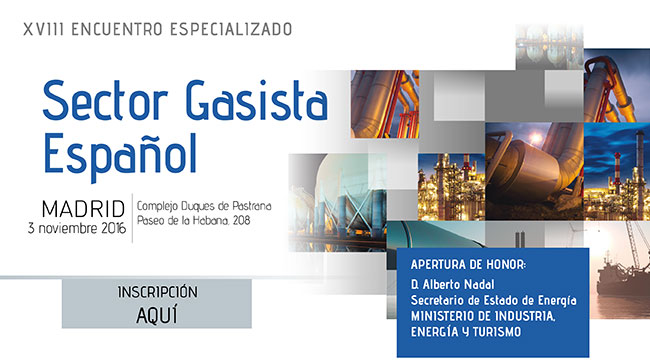 XVIII ENCUENTRO ESPECIALIZADO
Sector Gasista
Español
MADRID
3 noviembre 2016
Complejo Duques de Pastrana
Paseo de la Habana, 208
INSCRIPCIÓN
AQUÍ
APERTURA DE HONOR:
D. Alberto Nadal
Secretario de Estado de Energía
MINISTERIO DE INDUSTRIA,
ENERGÍA Y TURISMO